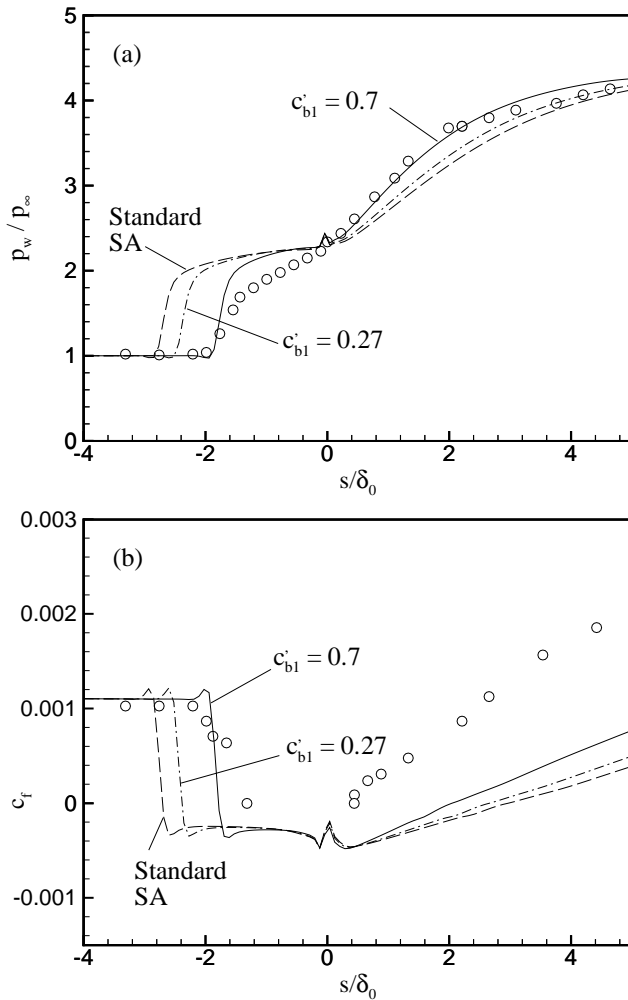 5
(a)
c'b1 = 0.7
4
3
pw / p∞
Standard
SA
2
c'b1 = 0.27
1
0
-4 -2 0 2 4
s/δ0
0.003
(b)
0.002
c'b1 = 0.7
0.001
c'b1 = 0.27
cf
0
Standard
SA
-0.001
-4 -2 0 2 4
s/δ0